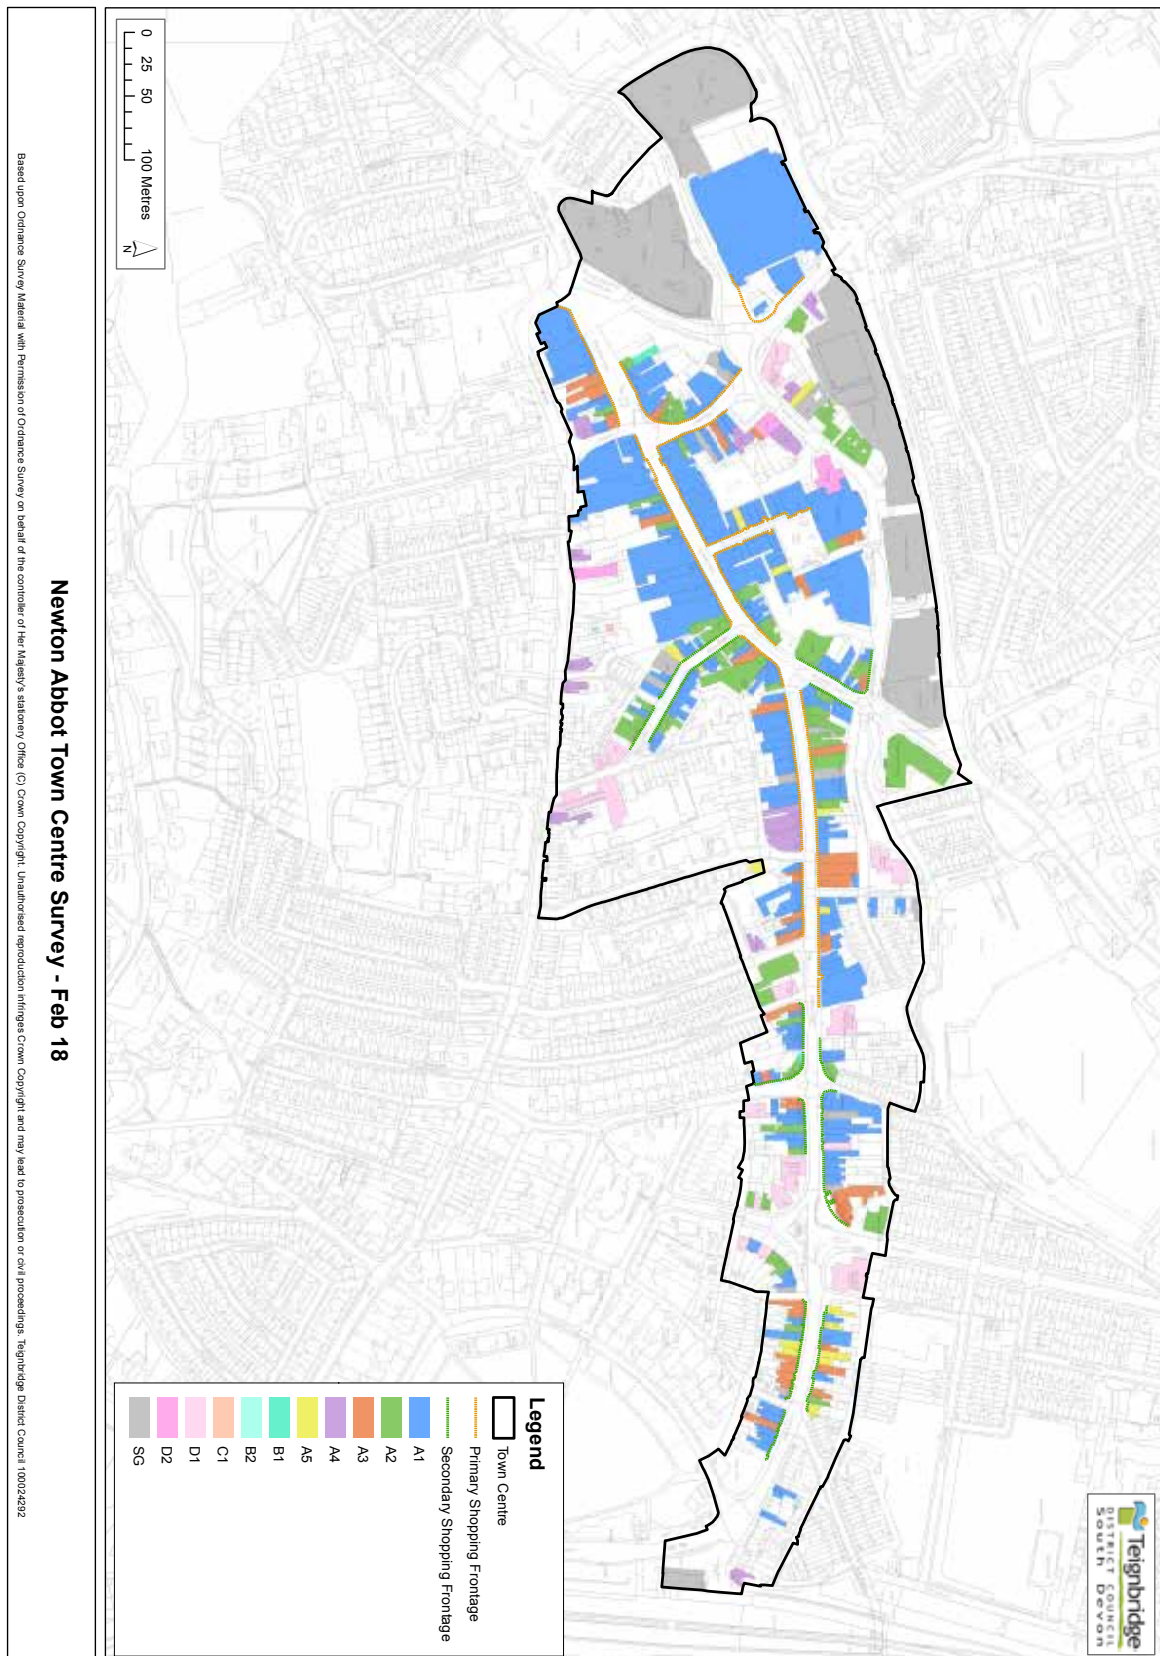 Teignbridge
DISTRICT COUNCIL
South Devon
0 25 50 100 Metres
N
Legend
Town Centre
Primary Shopping Frontage
Secondary Shopping Frontage
A1
A2
A3
A4
A5
B1
B2
C1
D1
D2
SG
Newton Abbot Town Centre Survey - Feb 18
Based upon Ordnance Survey Material with Permission of Ordnance Survey on behalf of the controller of Her Majesty's stationery Office (C) Crown Copyright. Unauthorised reproduction infringes Crown Copyright and may lead to prosecution or civil proceedings. Teignbridge District Council 100024292